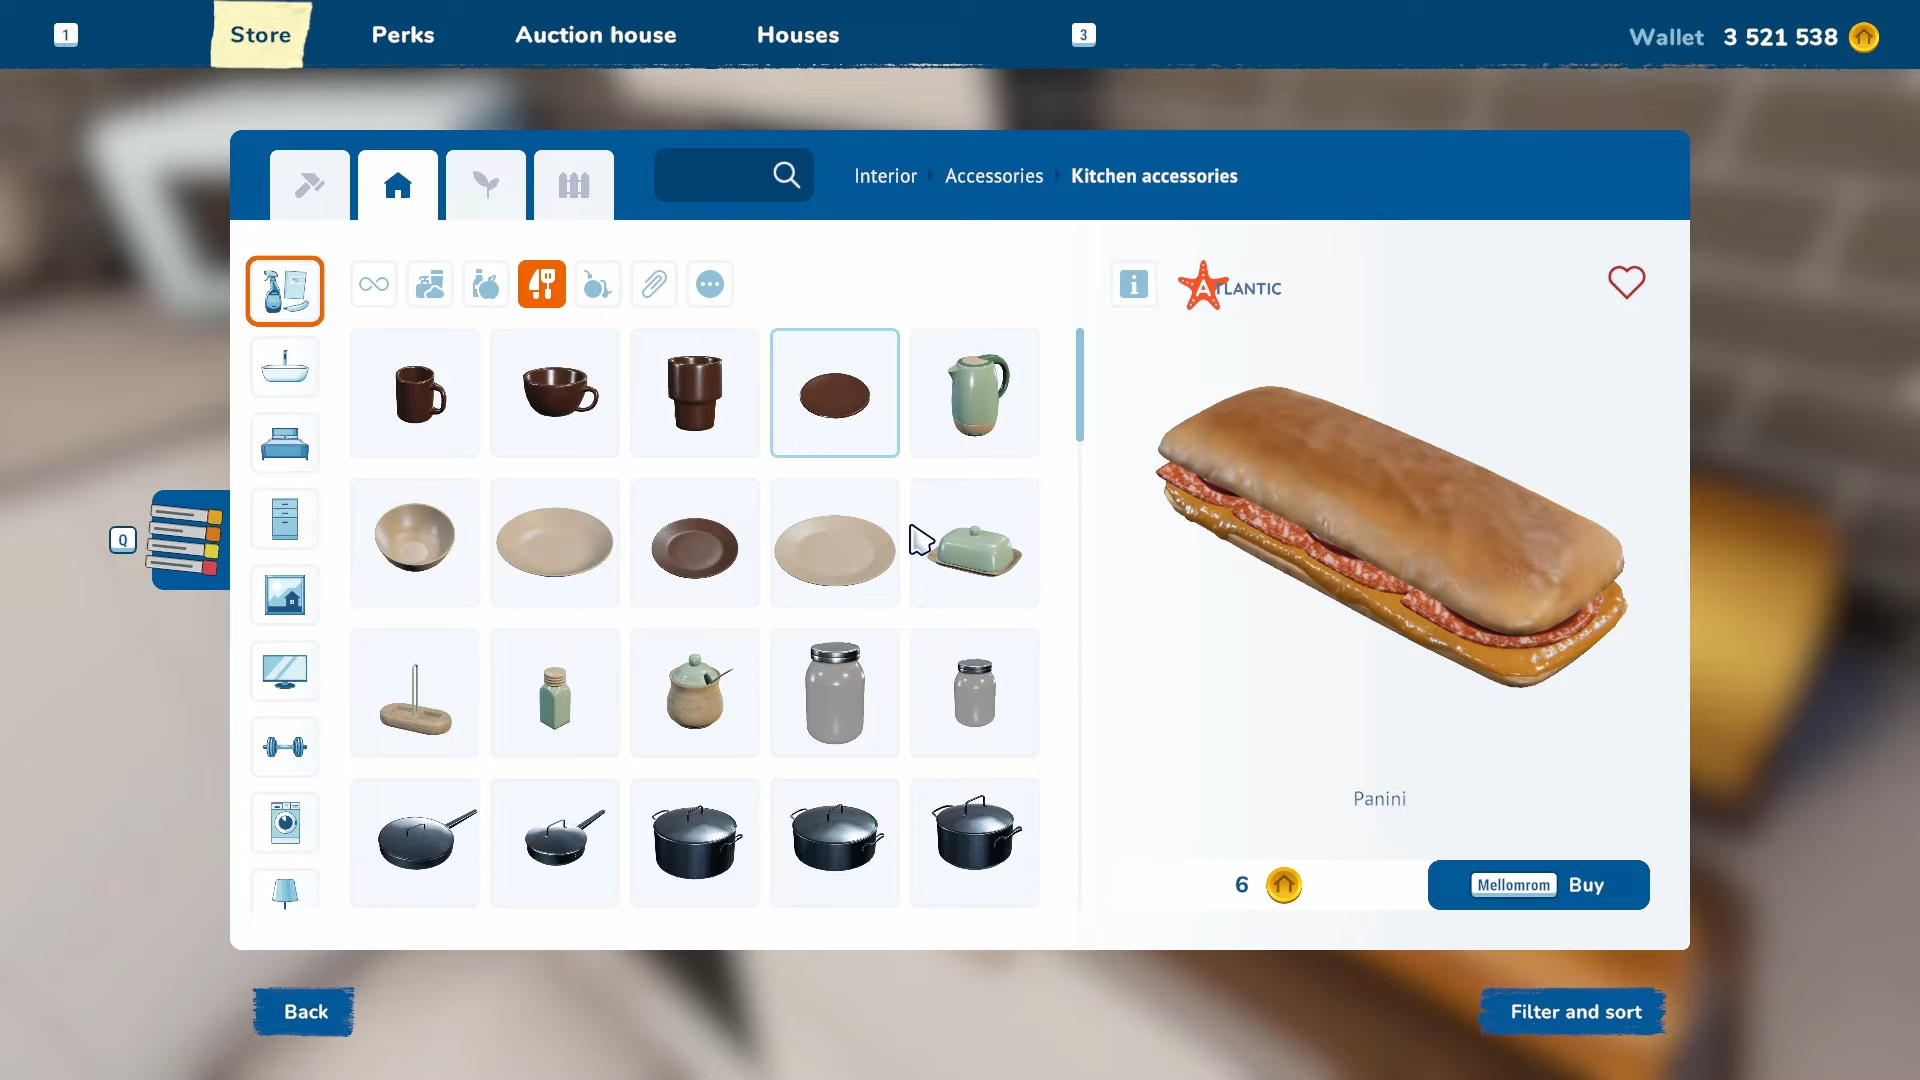 1
Store
Perks
Auction house
Houses
3
Wallet 3 521 538
Interior
Accessories
Kitchen accessories
i
ATLANTIC
Q
Panini
6
Mellomrom
Buy
Back
Filter and sort